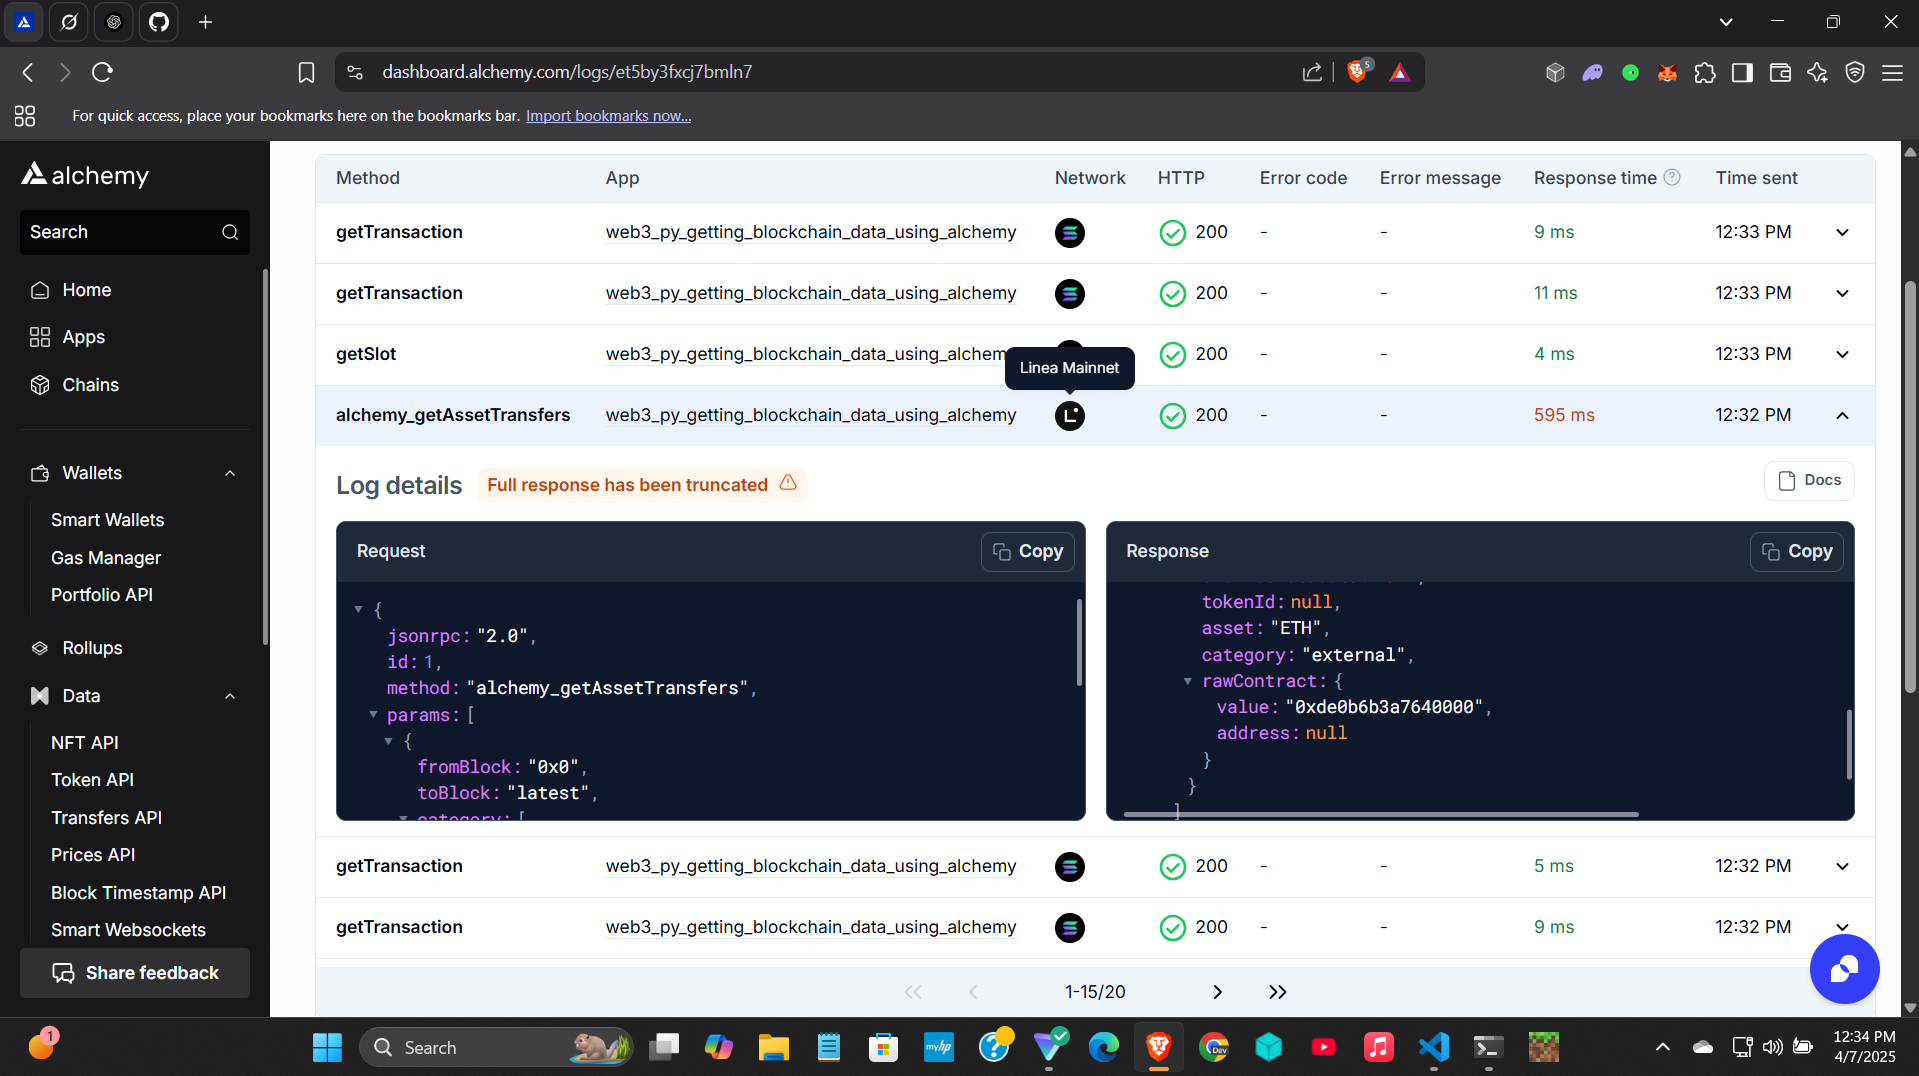 dashboard.alchemy.com/logs/et5by3fxcj7bmln7
5
For quick access, place your bookmarks here on the bookmarks bar. Import bookmarks now...
alchemy
Search
Home
Apps
Chains
Wallets
Smart Wallets
Gas Manager
Portfolio API
Rollups
Data
NFT API
Token API
Transfers API
Prices API
Block Timestamp API
Smart Websockets
Share feedback
Method App Network HTTP Error code Error message Response time Time sent
getTransaction web3_py_getting_blockchain_data_using_alchemy 200 - - 9 ms 12:33 PM
getTransaction web3_py_getting_blockchain_data_using_alchemy 200 - - 11 ms 12:33 PM
getSlot web3_py_getting_blockchain_data_using_alchem 200 - - 4 ms 12:33 PM
Linea Mainnet
alchemy_getAssetTransfers web3_py_getting_blockchain_data_using_alchemy L 200 - - 595 ms 12:32 PM
Log details Full response has been truncated Docs
Request Copy
{
jsonrpc: "2.0",
id: 1,
method: "alchemy_getAssetTransfers",
params: [
{
fromBlock: "0x0",
toBlock: "latest",
category: [
Response Copy
tokenId: null,
asset: "ETH",
category: "external",
rawContract: {
value: "0xde0b6b3a7640000",
address: null
}
}
]
getTransaction web3_py_getting_blockchain_data_using_alchemy 200 - - 5 ms 12:32 PM
getTransaction web3_py_getting_blockchain_data_using_alchemy 200 - - 9 ms 12:32 PM
1-15/20
1
Search
myhp
Dev
12:34 PM
4/7/2025